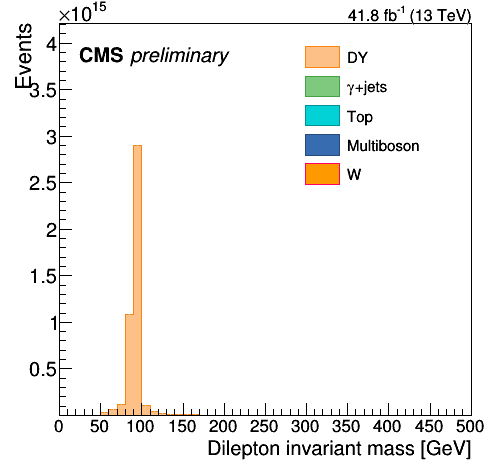 ×10¹⁵
41.8 fb⁻¹ (13 TeV)
Events
CMS preliminary
DY
γ+jets
Top
Multiboson
W
4
3.5
3
2.5
2
1.5
1
0.5
0 50 100 150 200 250 300 350 400 450 500
Dilepton invariant mass [GeV]